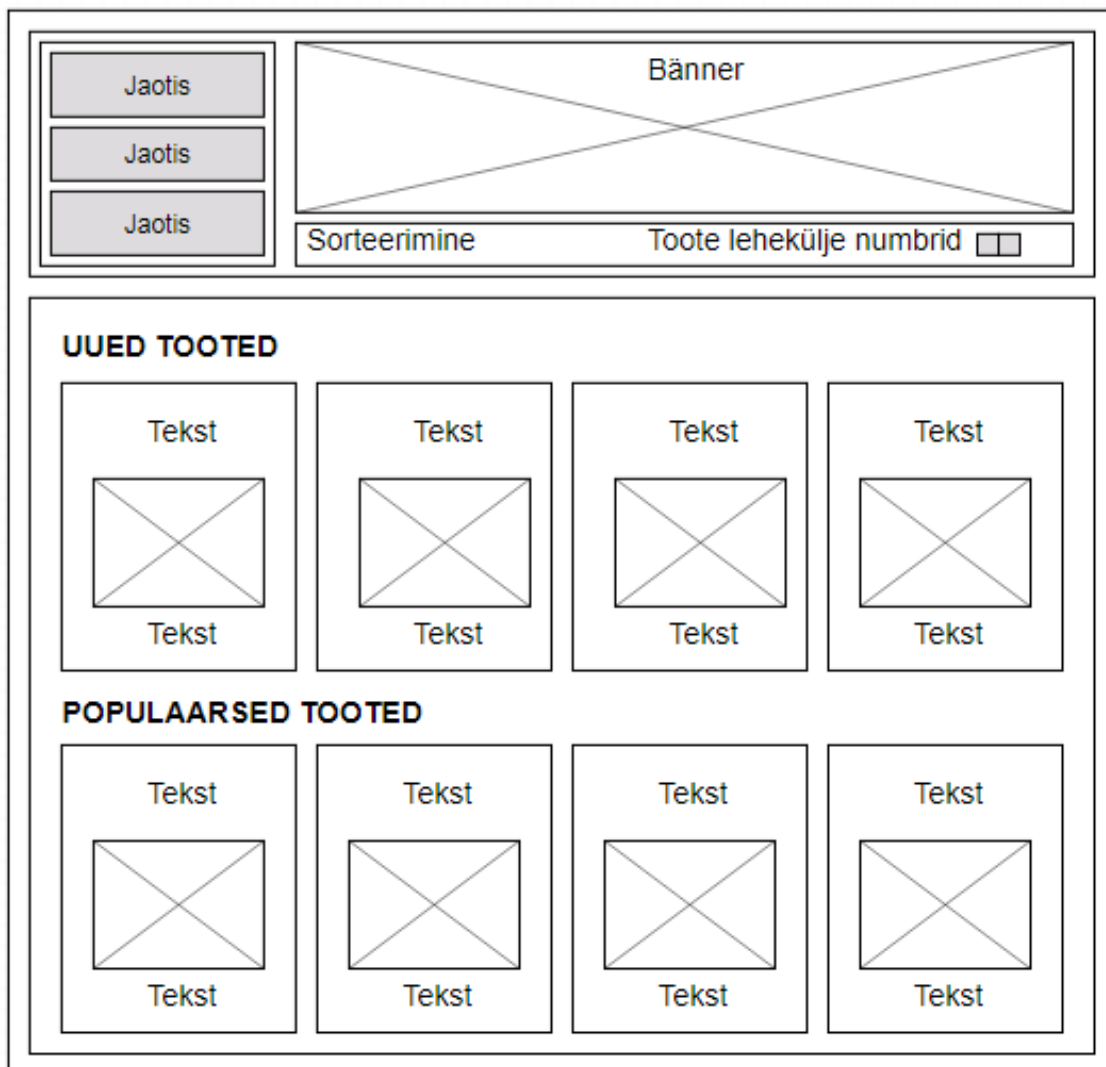 Jaotis
Jaotis
Jaotis
Bänner
Sorteerimine Toote lehekülje numbrid
UUED TOOTED
Tekst Tekst Tekst Tekst
Tekst Tekst Tekst Tekst
POPULAARSED TOOTED
Tekst Tekst Tekst Tekst
Tekst Tekst Tekst Tekst